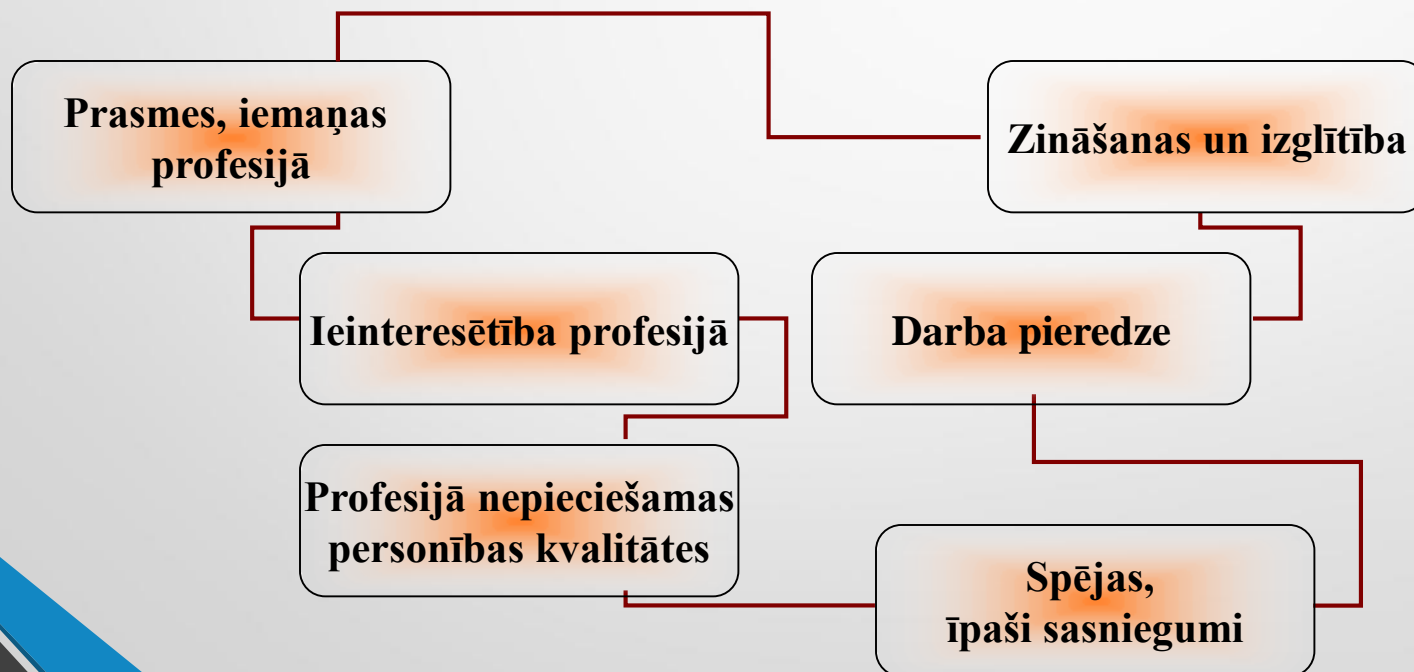 Prasmes, iemaņas
profesijā
Zināšanas un izglītība
Ieinteresētība profesijā
Darba pieredze
Profesijā nepieciešamas
personības kvalitātes
Spējas,
īpaši sasniegumi